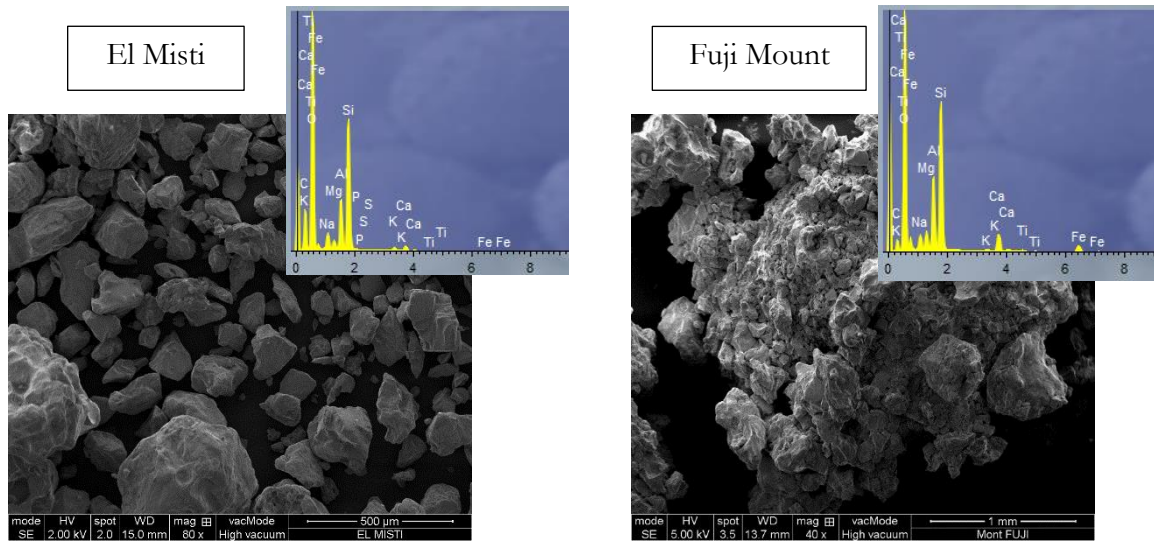 El Misti
Ti
Fe
Ca
Fe
Ca
Ti
O
C
K
Na
Mg
Al
Si
P
S
S
P
K
Ca
K
Ca
Ti
Ti
Fe Fe
0 2 4 6 8
mode HV spot WD mag vacMode
SE 2.00 kV 2.0 15.0 mm 80 x High vacuum
500 µm
EL MISTI
Fuji Mount
Ca
Ti
Fe
Ca
Fe
Ti
O
C
K
Na
Mg
Al
Si
Ca
Ca
K
K
Ti
Ti
Fe
Fe
0 2 4 6 8
mode HV spot WD mag vacMode
SE 5.00 kV 3.5 13.7 mm 40 x High vacuum
1 mm
Mont FUJI